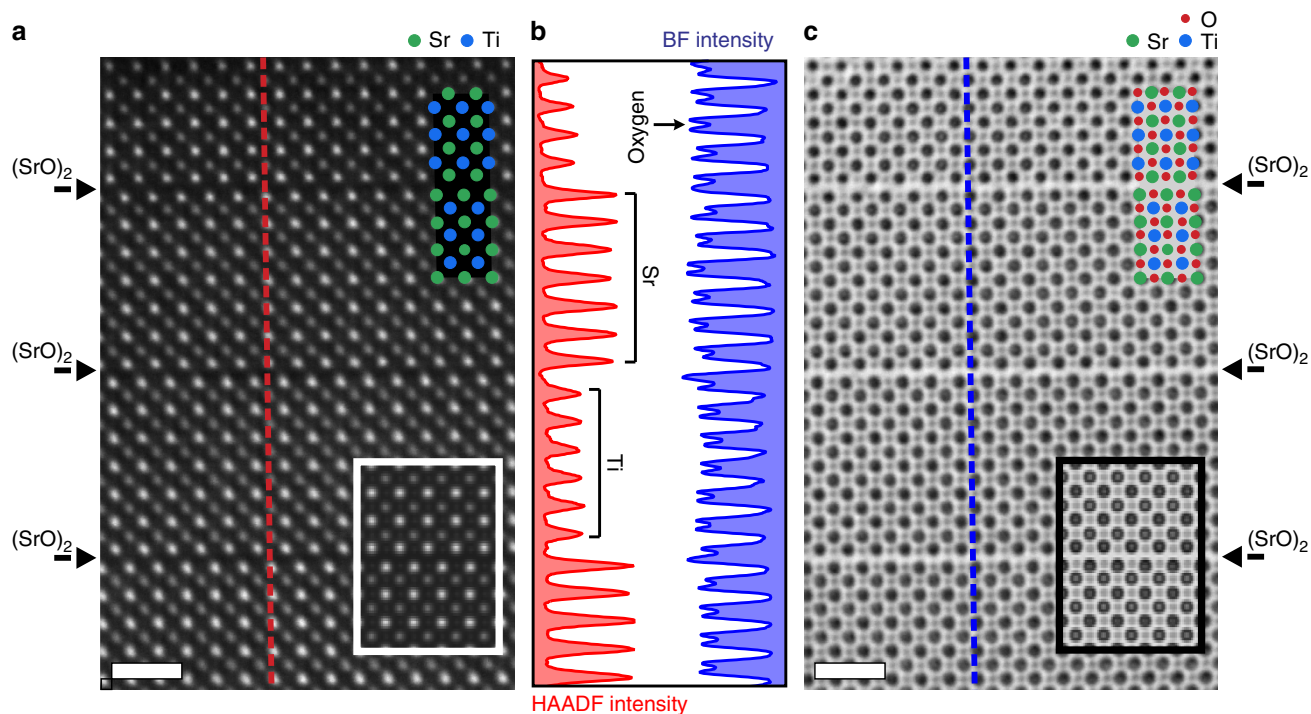 a
Sr Ti
(SrO)2
(SrO)2
(SrO)2
b
BF intensity
Oxygen
Sr
Ti
HAADF intensity
c
O
Sr Ti
(SrO)2
(SrO)2
(SrO)2